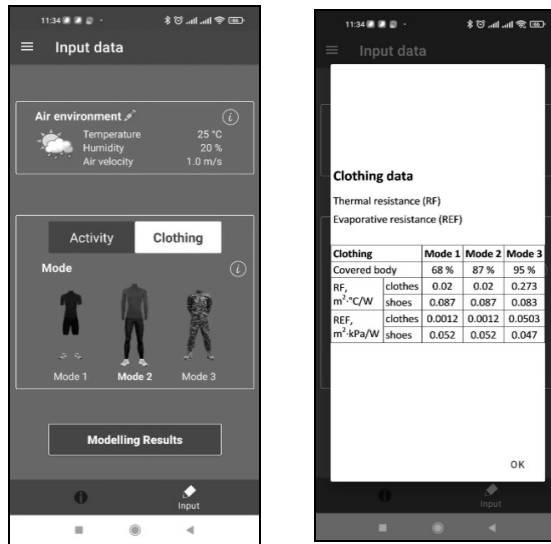 11:34
66
Input data
Air environment
Temperature 25 °C
Humidity 20 %
Air velocity 1.0 m/s
Activity Clothing
Mode
Mode 1 Mode 2 Mode 3
Modelling Results
Input
11:34
66
Input data
Clothing data
Thermal resistance (RF)
Evaporative resistance (REF)
Clothing Mode 1 Mode 2 Mode 3
Covered body 68 % 87 % 95 %
RF, m²·°C/W clothes 0.02 0.02 0.273
shoes 0.087 0.087 0.083
REF, m²·kPa/W clothes 0.0012 0.0012 0.0503
shoes 0.052 0.052 0.047
OK
Input